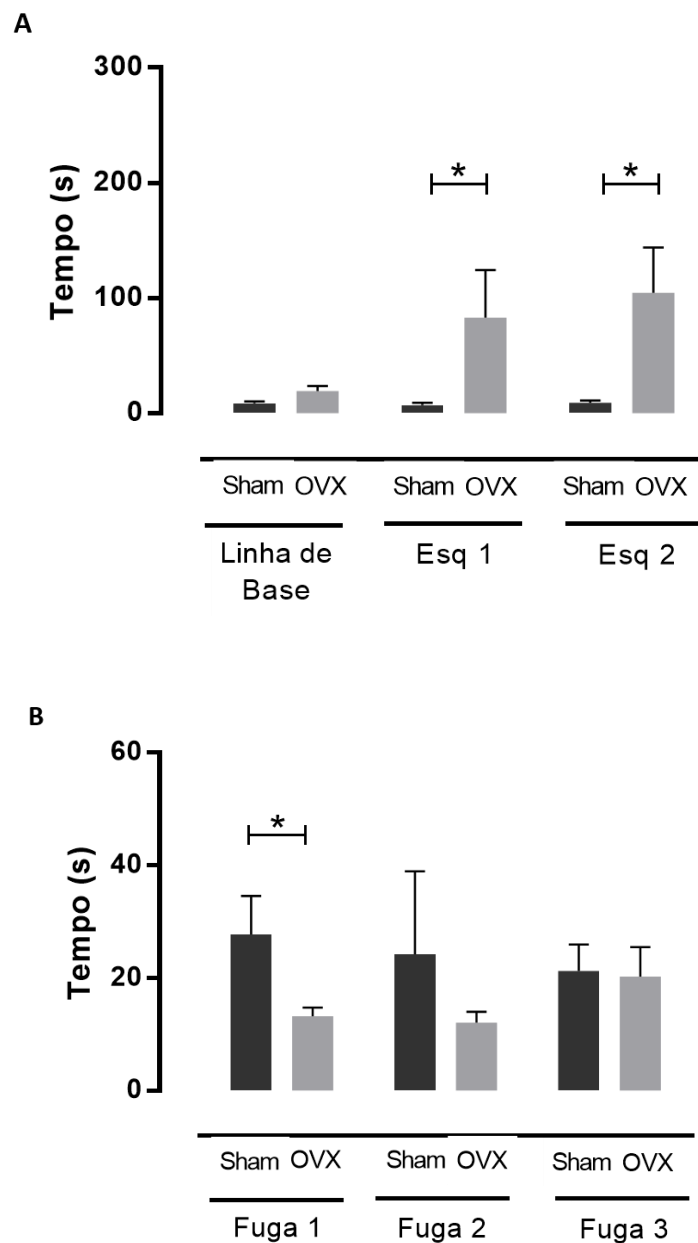 A
300
200
100
0
Tempo (s)
*
*
Sham OVX
Sham OVX
Sham OVX
Linha de
Base
Esq 1
Esq 2
B
60
40
20
0
Tempo (s)
*
Sham OVX
Sham OVX
Sham OVX
Fuga 1
Fuga 2
Fuga 3